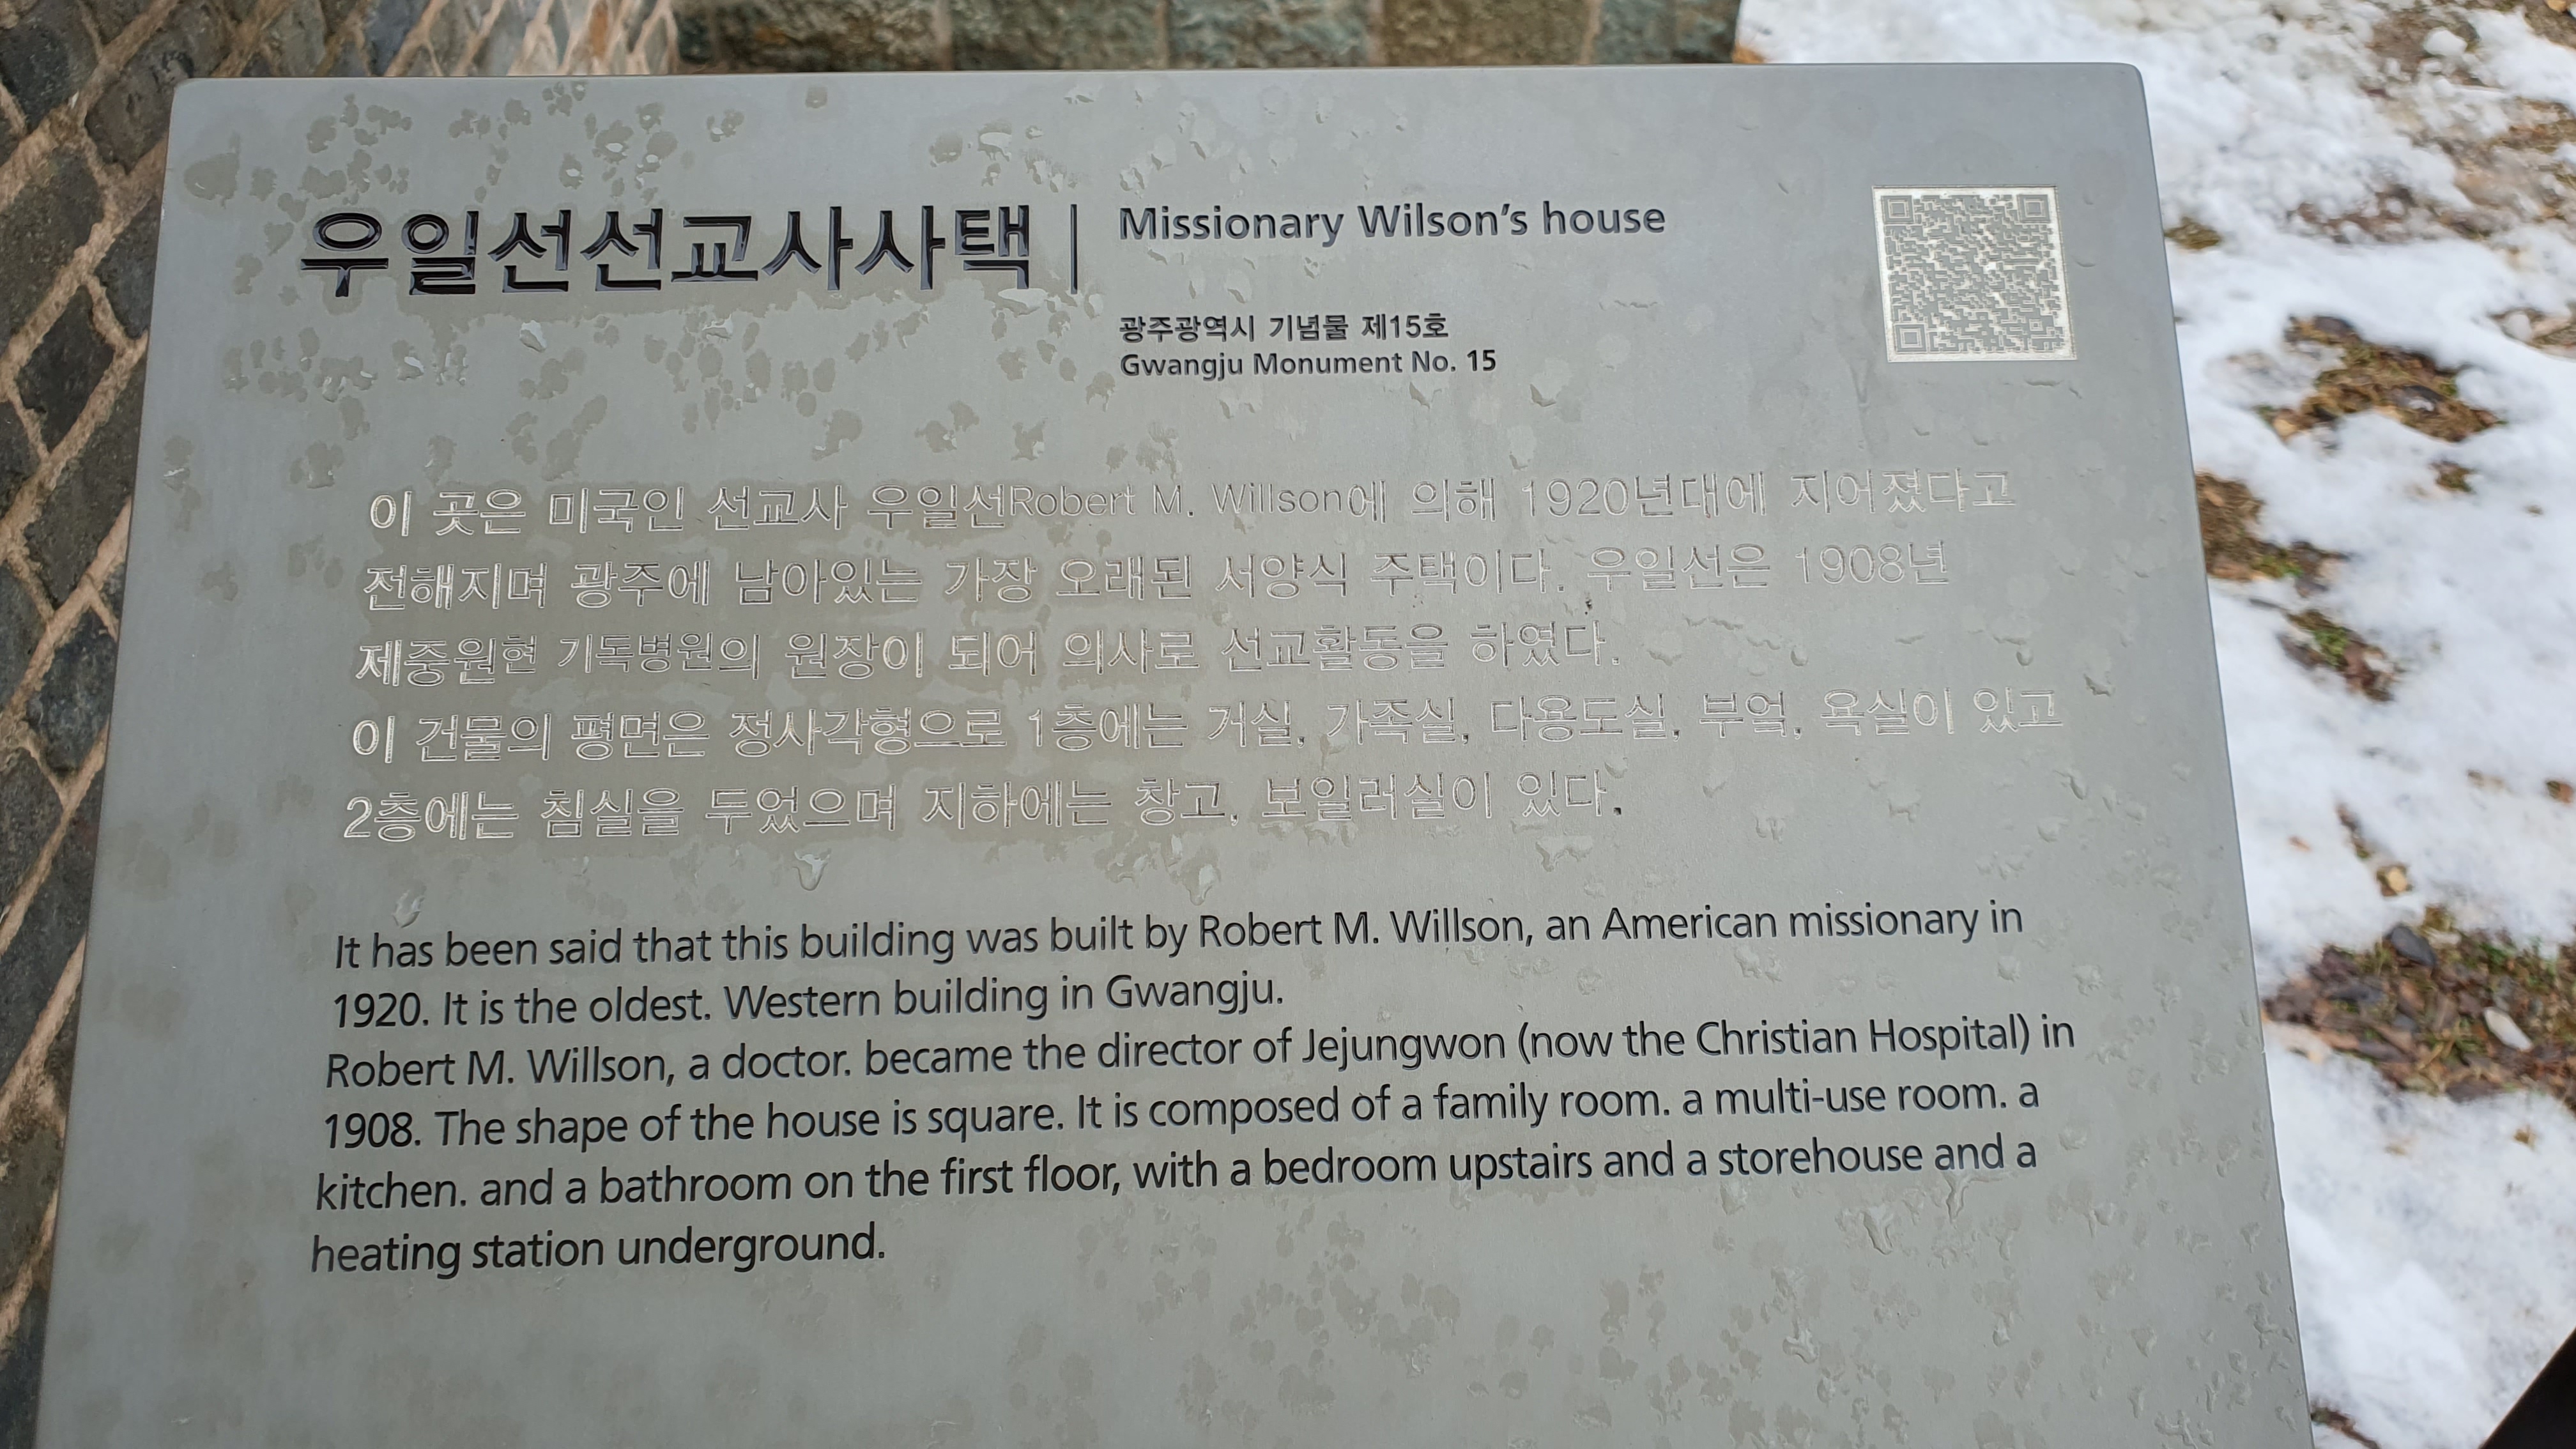 우일선선교사사택
Missionary Wilson's house
광주광역시 기념물 제15호
Gwangju Monument No. 15
이 곳은 미국인 선교사 우일선Robert M. Willson에 의해 1920년대에 지어졌다고
전해지며 광주에 남아있는 가장 오래된 서양식 주택이다. 우일선은 1908년
제중원현 기독병원의 원장이 되어 의사로 선교활동을 하였다.
이 건물의 평면은 정사각형으로 1층에는 거실, 가족실, 다용도실, 부엌, 욕실이 있고
2층에는 침실을 두었으며 지하에는 창고, 보일러실이 있다.
It has been said that this building was built by Robert M. Willson, an American missionary in
1920. It is the oldest. Western building in Gwangju.
Robert M. Willson, a doctor. became the director of Jejungwon (now the Christian Hospital) in
1908. The shape of the house is square. It is composed of a family room. a multi-use room. a
kitchen. and a bathroom on the first floor, with a bedroom upstairs and a storehouse and a
heating station underground.